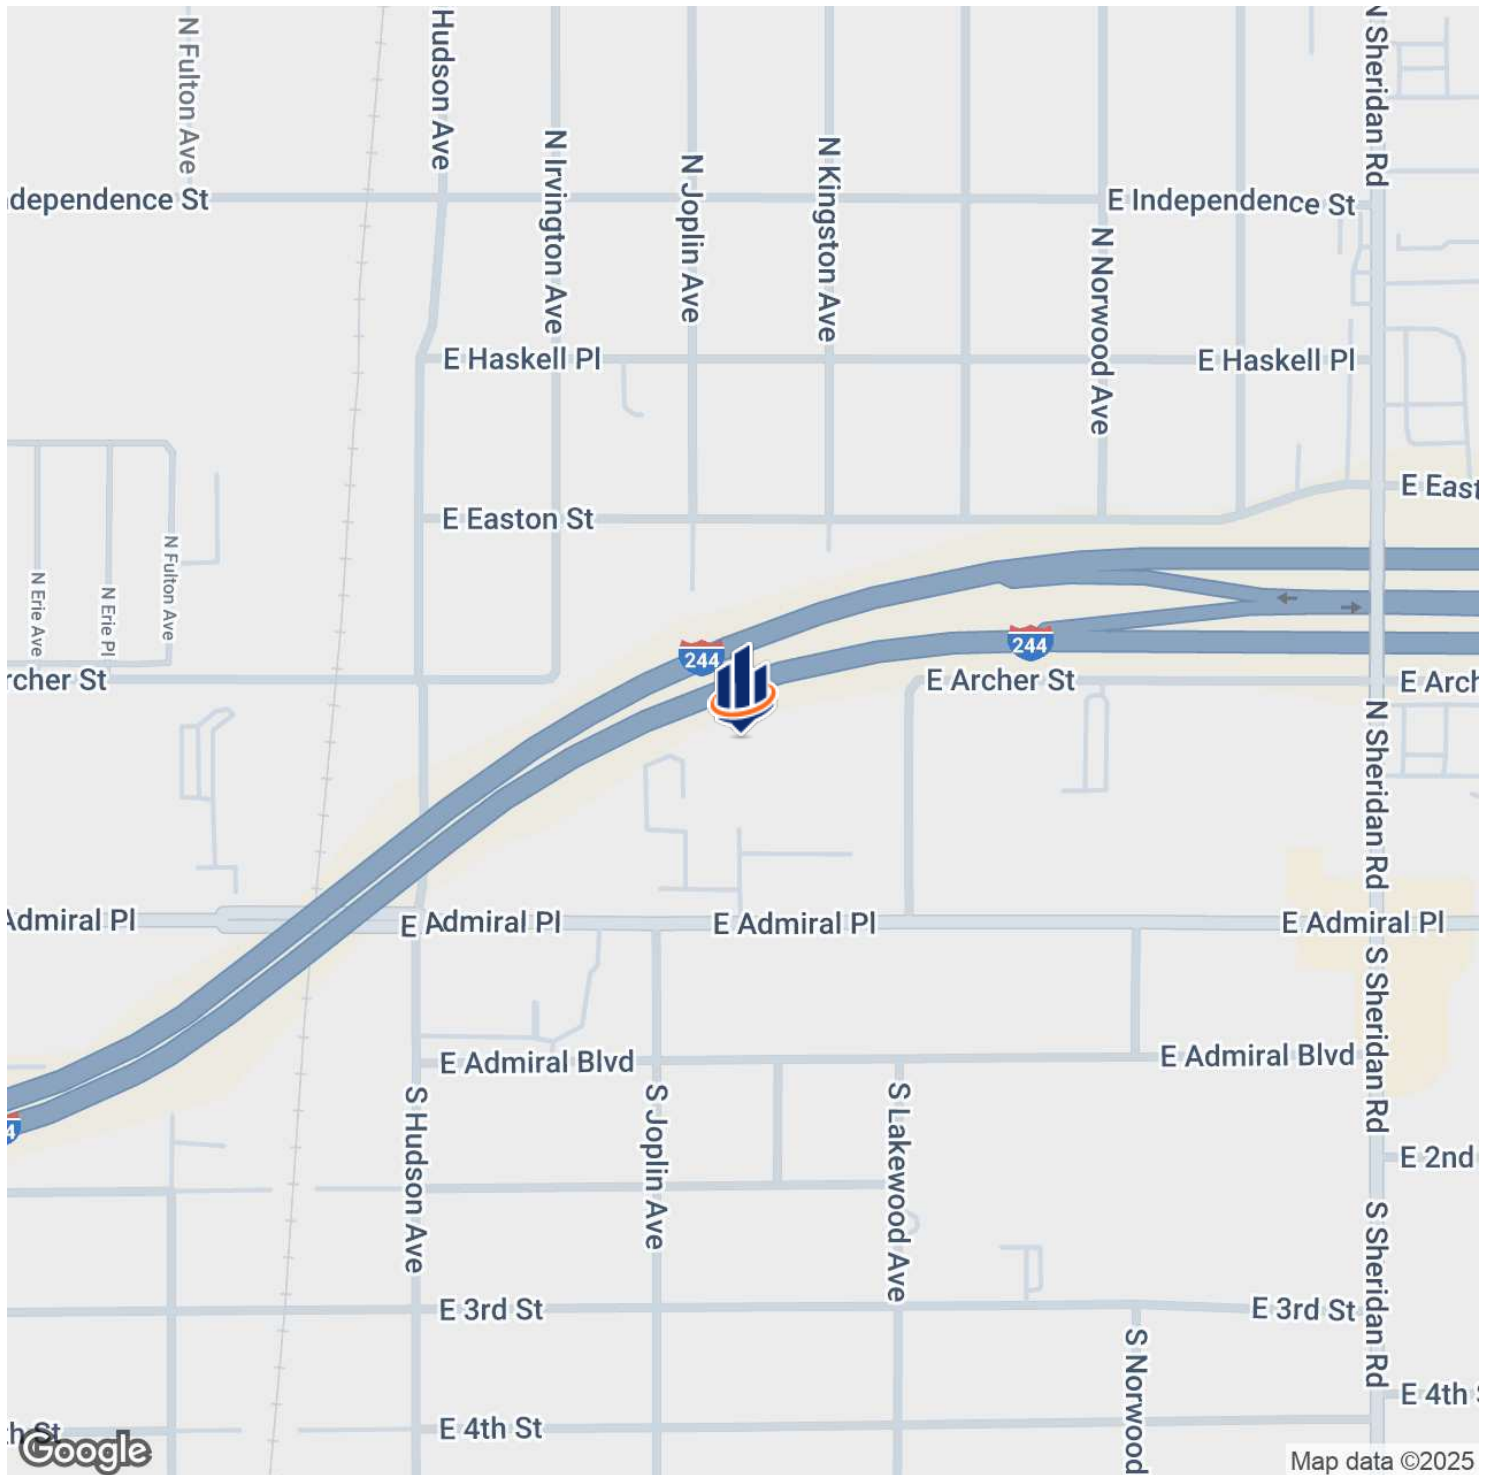 N Fulton Ave
Hudson Ave
N Sheridan Rd
N Irvington Ave
N Joplin Ave
N Kingston Ave
dependence St
E Independence St
N Norwood Ave
E Haskell Pl
E Haskell Pl
E East
E Easton St
N Fulton Ave
N Erie Ave
N Erie Pl
244
244
rcher St
E Archer St
E Arch
N Sheridan Rd
Admiral Pl
E Admiral Pl
E Admiral Pl
E Admiral Pl
S Sheridan Rd
E Admiral Blvd
E Admiral Blvd
4
S Hudson Ave
S Joplin Ave
S Lakewood Ave
E 2nd
S Sheridan Rd
E 3rd St
E 3rd St
S Norwood
E 4th St
E 4th
th St
Google
Map data ©2025